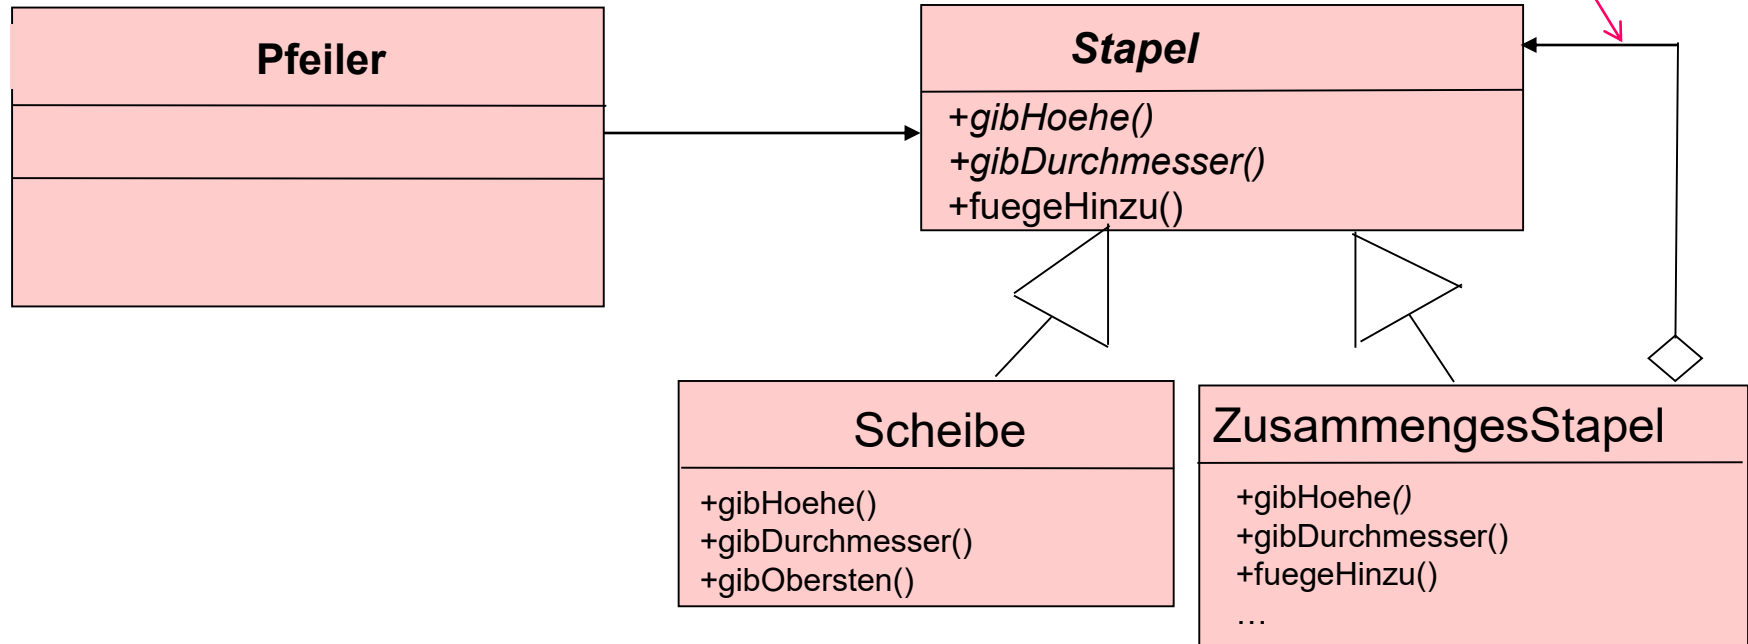 Pfeiler
Stapel
+gibHoehe()
+gibDurchmesser()
+fuegeHinzu()
Scheibe
+gibHoehe()
+gibDurchmesser()
+gibObersten()
ZusammengesStapel
+gibHoehe()
+gibDurchmesser()
+fuegeHinzu()
…